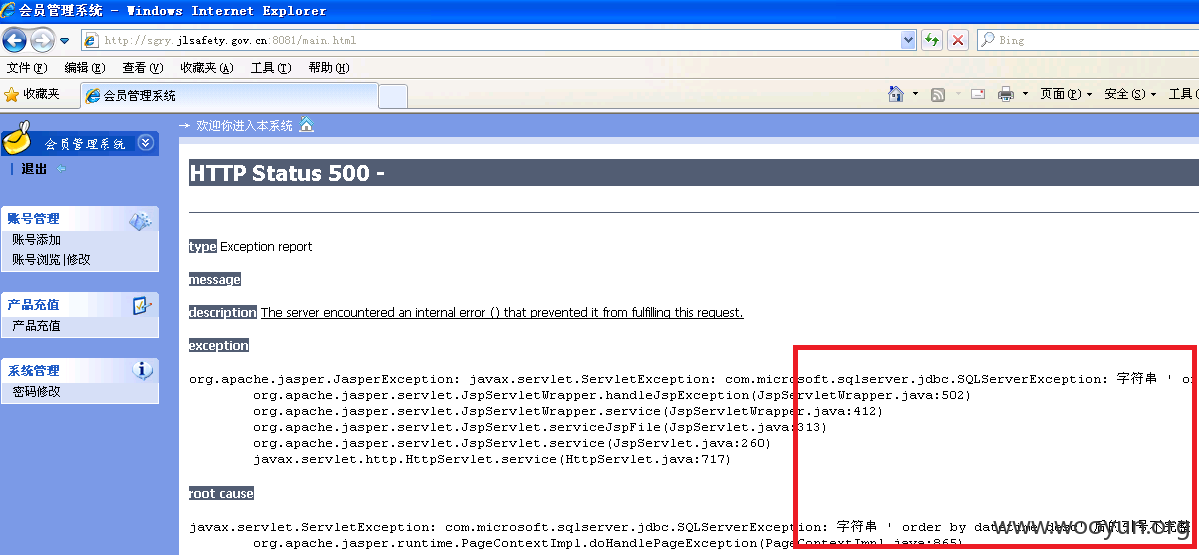 会员管理系统 - Windows Internet Explorer
http://sgry.jlsafety.gov.cn:8081/main.html
Bing
文件(F) 编辑(E) 查看(V) 收藏夹(A) 工具(T) 帮助(H)
收藏夹 会员管理系统 页面(P) 安全(S) 工具(
会员管理系统
→ 欢迎你进入本系统
退出
账号管理
账号添加
账号浏览|修改
产品充值
产品充值
系统管理
密码修改
HTTP Status 500 -
type Exception report
message
description The server encountered an internal error () that prevented it from fulfilling this request.
exception
org.apache.jasper.JasperException: javax.servlet.ServletException: com.microsoft.sqlserver.jdbc.SQLServerException: 字符串 ' or
org.apache.jasper.servlet.JspServletWrapper.handleJspException(JspServletWrapper.java:502)
org.apache.jasper.servlet.JspServletWrapper.service(JspServletWrapper.java:412)
org.apache.jasper.servlet.JspServlet.serviceJspFile(JspServlet.java:313)
org.apache.jasper.servlet.JspServlet.service(JspServlet.java:260)
javax.servlet.http.HttpServlet.service(HttpServlet.java:717)
root cause
javax.servlet.ServletException: com.microsoft.sqlserver.jdbc.SQLServerException: 字符串 ' order by datetime desc' 后的引号不完整
org.apache.jasper.runtime.PageContextImpl.doHandlePageException(PageContextImpl.java:865)
www.wooyun.org